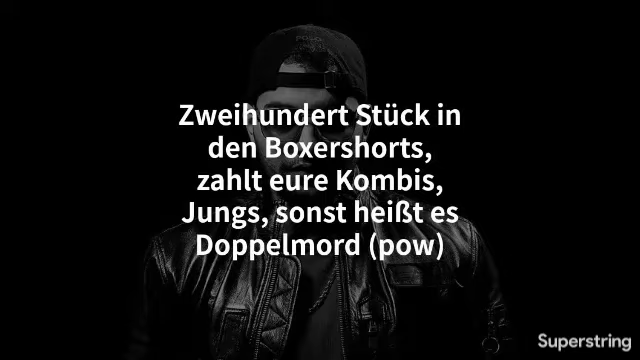 Zweihundert Stück in
den Boxershorts,
zahlt eure Kombis,
Jungs, sonst heißt es
Doppelmord (pow)
Superstring